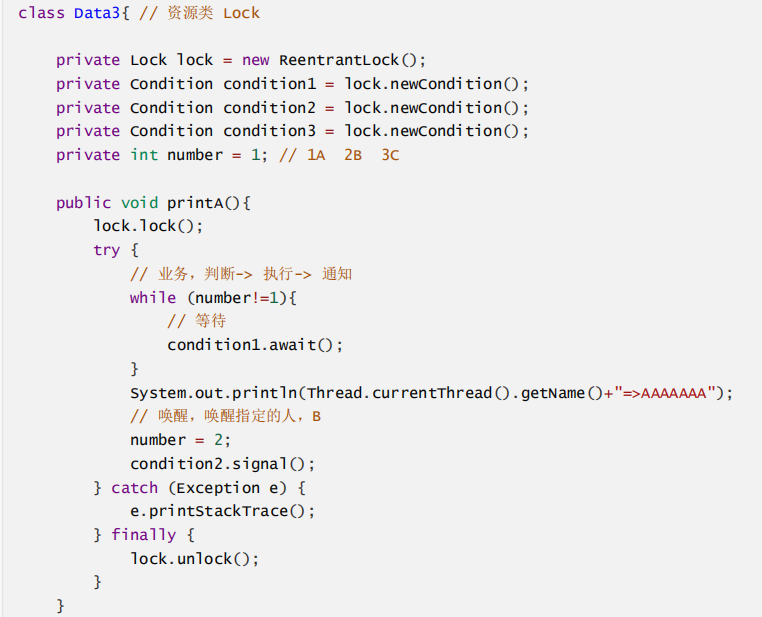 class Data3{ // 资源类 Lock
private Lock lock = new ReentrantLock();
private Condition condition1 = lock.newCondition();
private Condition condition2 = lock.newCondition();
private Condition condition3 = lock.newCondition();
private int number = 1; // 1A 2B 3C
public void printA(){
lock.lock();
try {
// 业务，判断-> 执行-> 通知
while (number!=1){
// 等待
condition1.await();
}
System.out.println(Thread.currentThread().getName()+"=>AAAAAAA");
// 唤醒，唤醒指定的人，B
number = 2;
condition2.signal();
} catch (Exception e) {
e.printStackTrace();
} finally {
lock.unlock();
}
}